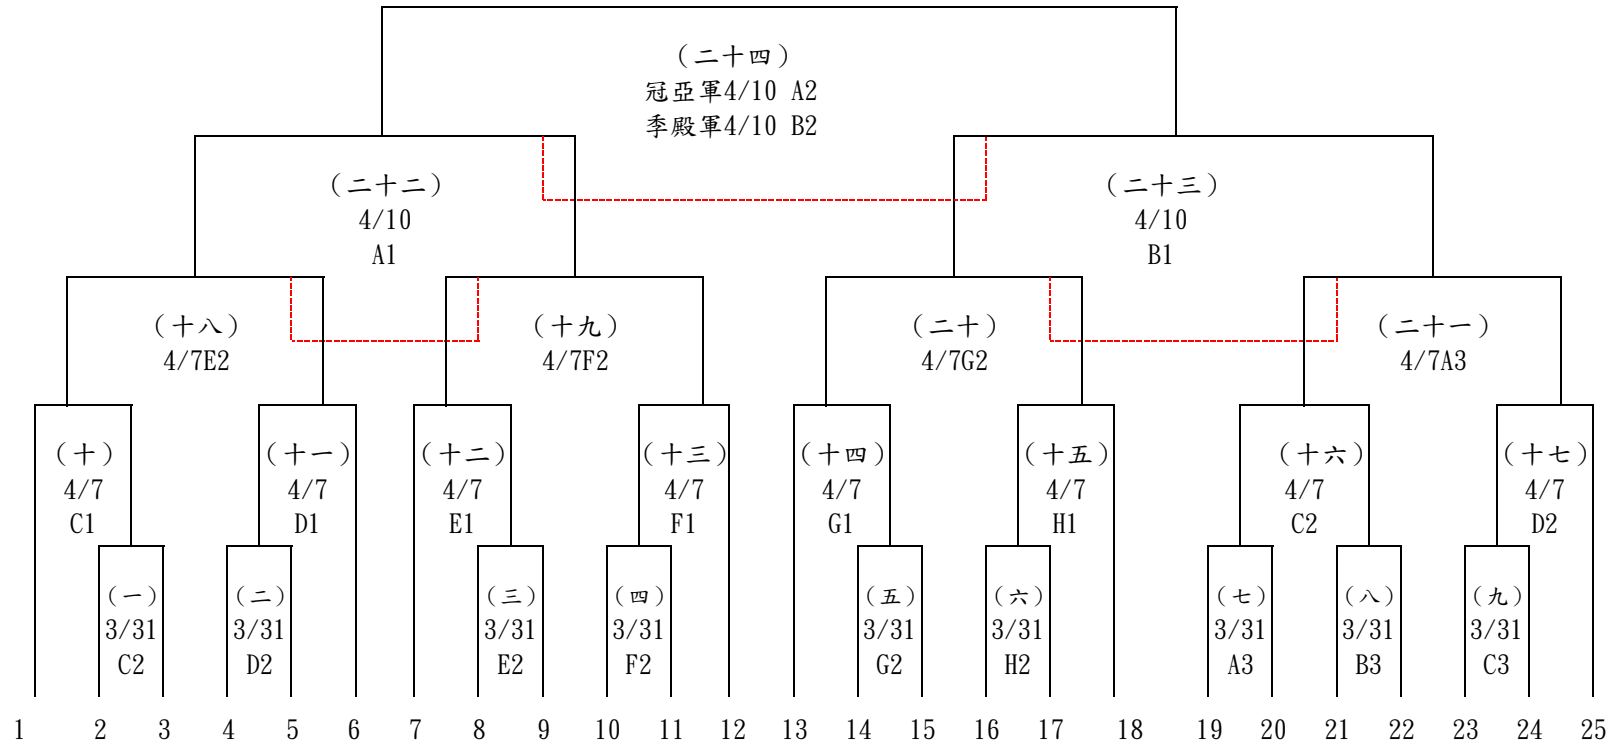 （二十四）
冠亞軍4/10 A2
季殿軍4/10 B2
（二十二）
4/10
A1
（二十三）
4/10
B1
（十八）
4/7E2
（十九）
4/7F2
（二十）
4/7G2
（二十一）
4/7A3
（十）
4/7
C1
（十一）
4/7
D1
（十二）
4/7
E1
（十三）
4/7
F1
（十四）
4/7
G1
（十五）
4/7
H1
（十六）
4/7
C2
（十七）
4/7
D2
（一）
3/31
C2
（二）
3/31
D2
（三）
3/31
E2
（四）
3/31
F2
（五）
3/31
G2
（六）
3/31
H2
（七）
3/31
A3
（八）
3/31
B3
（九）
3/31
C3
1 2 3 4 5 6 7 8 9 10 11 12 13 14 15 16 17 18 19 20 21 22 23 24 25